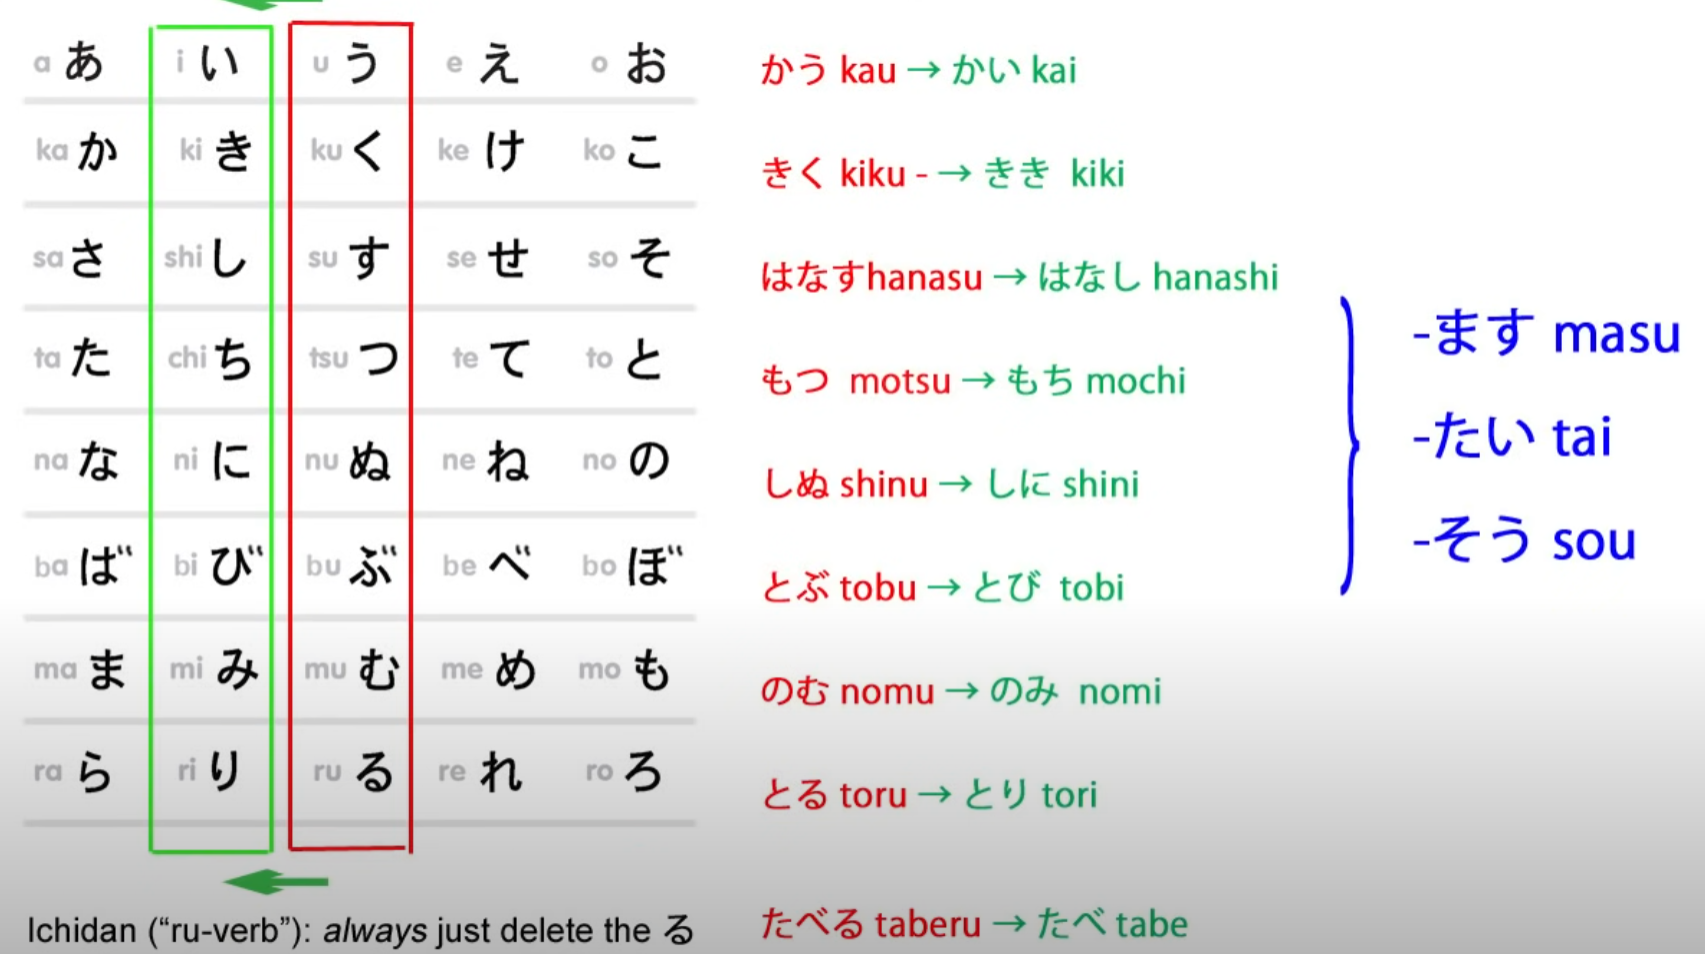 a あ i い u う e え o お
ka か ki き ku く ke け ko こ
sa さ shi し su す se せ so そ
ta た chi ち tsu つ te て to と
na な ni に nu ぬ ne ね no の
ba ば bi び bu ぶ be べ bo ぼ
ma ま mi み mu む me め mo も
ra ら ri り ru る re れ ro ろ
Ichidan (“ru-verb”): always just delete the る
かう kau → かい kai
きく kiku - → きき kiki
はなすhanasu → はなし hanashi
もつ motsu → もち mochi
しぬ shinu → しに shini
とぶ tobu → とび tobi
のむ nomu → のみ nomi
とる toru → とり tori
たべる taberu → たべ tabe
-ます masu
-たい tai
-そう sou